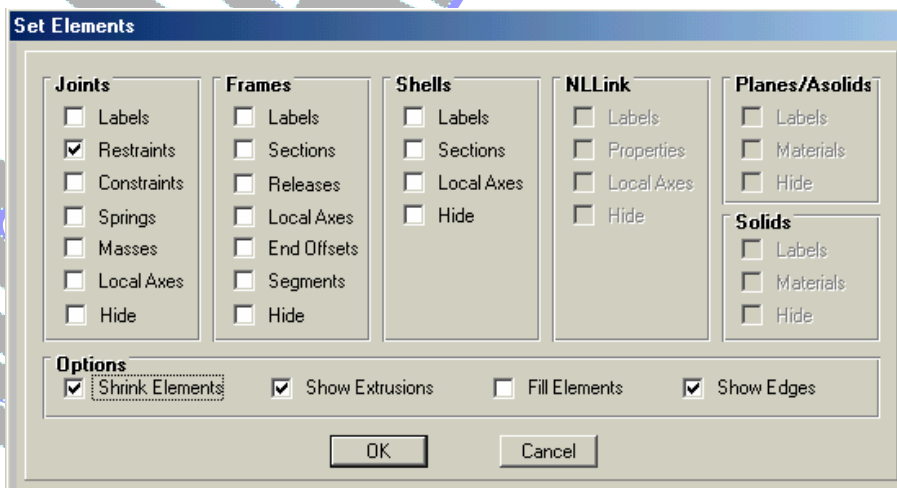 Set Elements
Joints
Labels
Restraints
Constraints
Springs
Masses
Local Axes
Hide
Frames
Labels
Sections
Releases
Local Axes
End Offsets
Segments
Hide
Shells
Labels
Sections
Local Axes
Hide
NLLink
Labels
Properties
Local Axes
Hide
Planes/Asolids
Labels
Materials
Hide
Solids
Labels
Materials
Hide
Options
Shrink Elements
Show Extrusions
Fill Elements
Show Edges
OK
Cancel